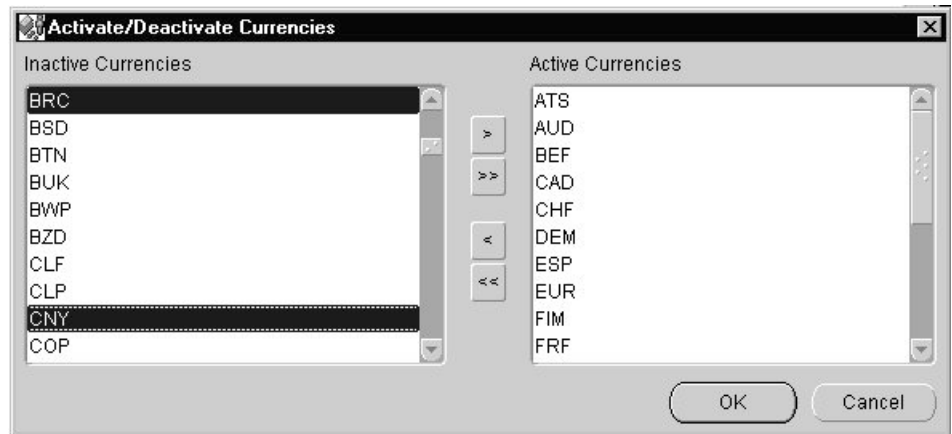 Activate/Deactivate Currencies
Inactive Currencies
BRC
BSD
BTN
BUK
BWP
BZD
CLF
CLP
CNY
COP
>
>>
<
<<
Active Currencies
ATS
AUD
BEF
CAD
CHF
DEM
ESP
EUR
FIM
FRF
OK
Cancel